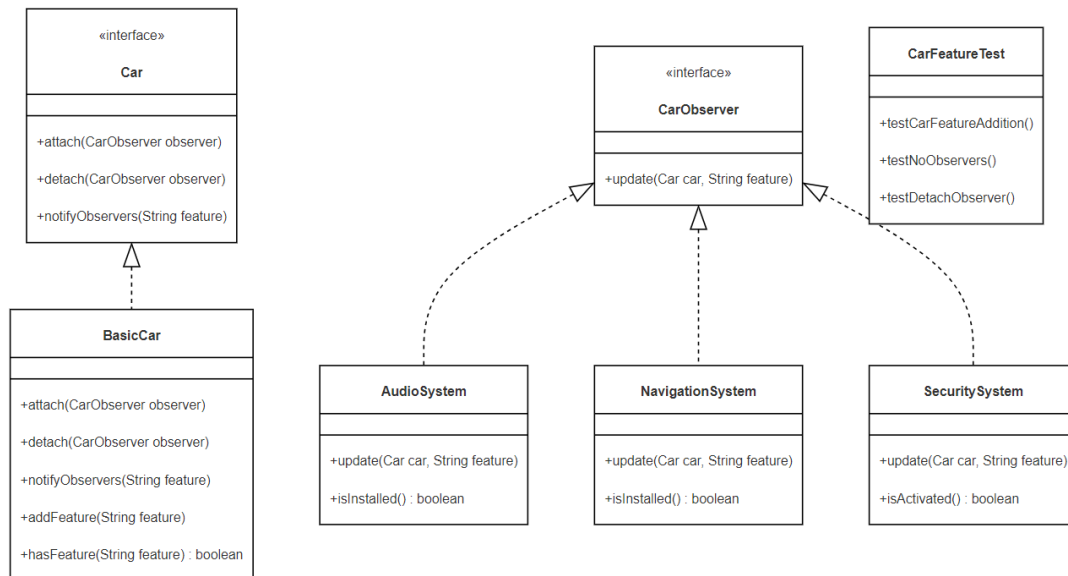 «interface»
Car
+attach(CarObserver observer)
+detach(CarObserver observer)
+notifyObservers(String feature)
BasicCar
+attach(CarObserver observer)
+detach(CarObserver observer)
+notifyObservers(String feature)
+addFeature(String feature)
+hasFeature(String feature) : boolean
«interface»
CarObserver
+update(Car car, String feature)
CarFeatureTest
+testCarFeatureAddition()
+testNoObservers()
+testDetachObserver()
AudioSystem
+update(Car car, String feature)
+isInstalled() : boolean
NavigationSystem
+update(Car car, String feature)
+isInstalled() : boolean
SecuritySystem
+update(Car car, String feature)
+isActivated() : boolean